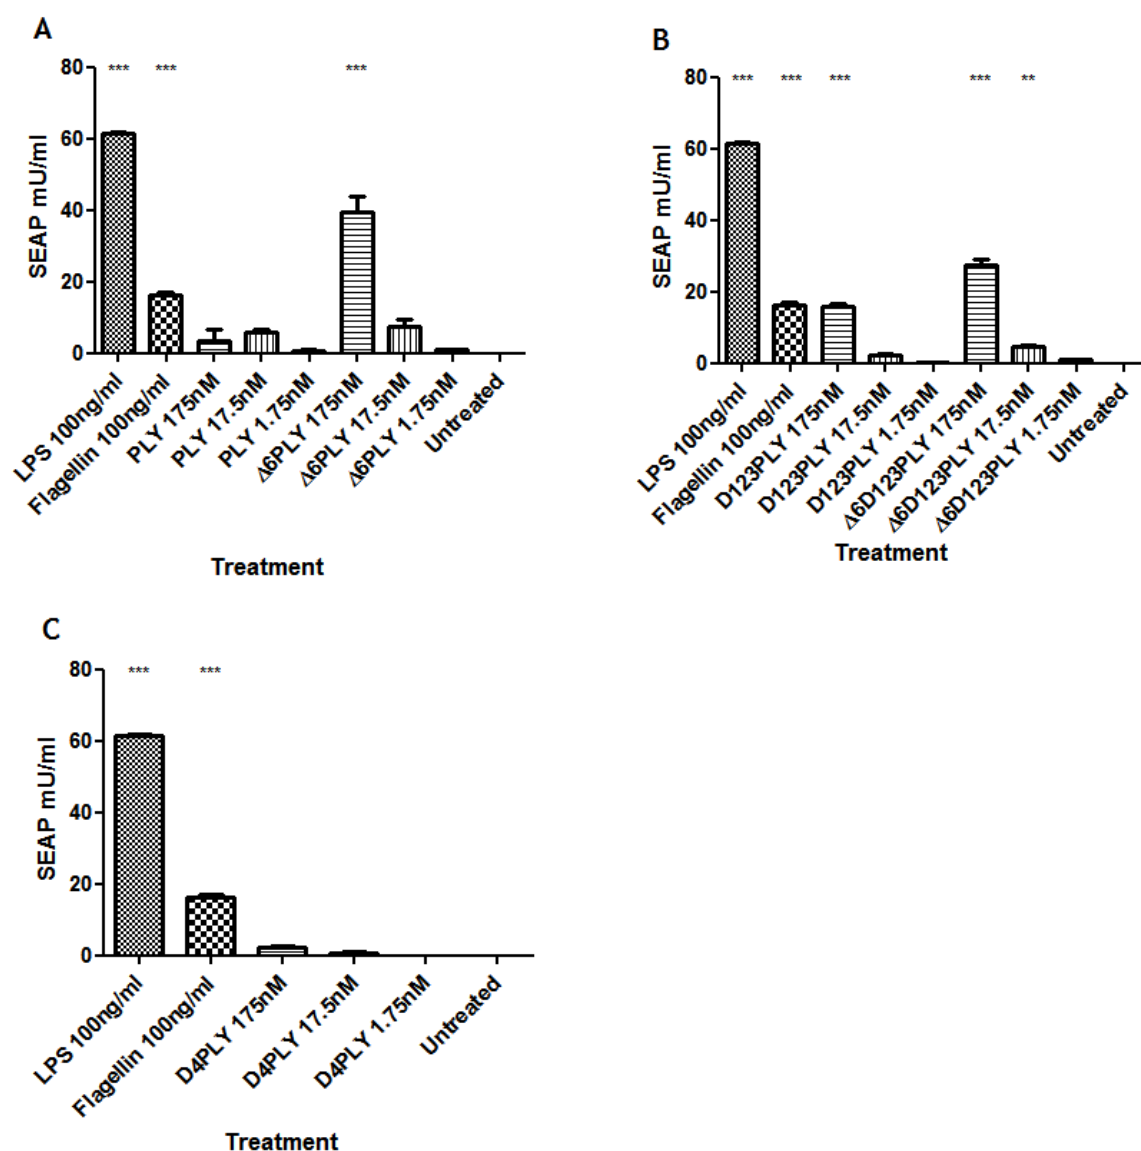 A
SEAP mU/ml
80
60
40
20
0
*** *** ***
LPS 100ng/ml
Flagellin 100ng/ml
PLY 175nM
PLY 17.5nM
PLY 1.75nM
Δ6PLY 175nM
Δ6PLY 17.5nM
Δ6PLY 1.75nM
Untreated
Treatment
B
SEAP mU/ml
80
60
40
20
0
*** *** *** *** **
LPS 100ng/ml
Flagellin 100ng/ml
D123PLY 175nM
D123PLY 17.5nM
D123PLY 1.75nM
Δ6D123PLY 175nM
Δ6D123PLY 17.5nM
Δ6D123PLY 1.75nM
Untreated
Treatment
C
SEAP mU/ml
80
60
40
20
0
*** ***
LPS 100ng/ml
Flagellin 100ng/ml
D4PLY 175nM
D4PLY 17.5nM
D4PLY 1.75nM
Untreated
Treatment